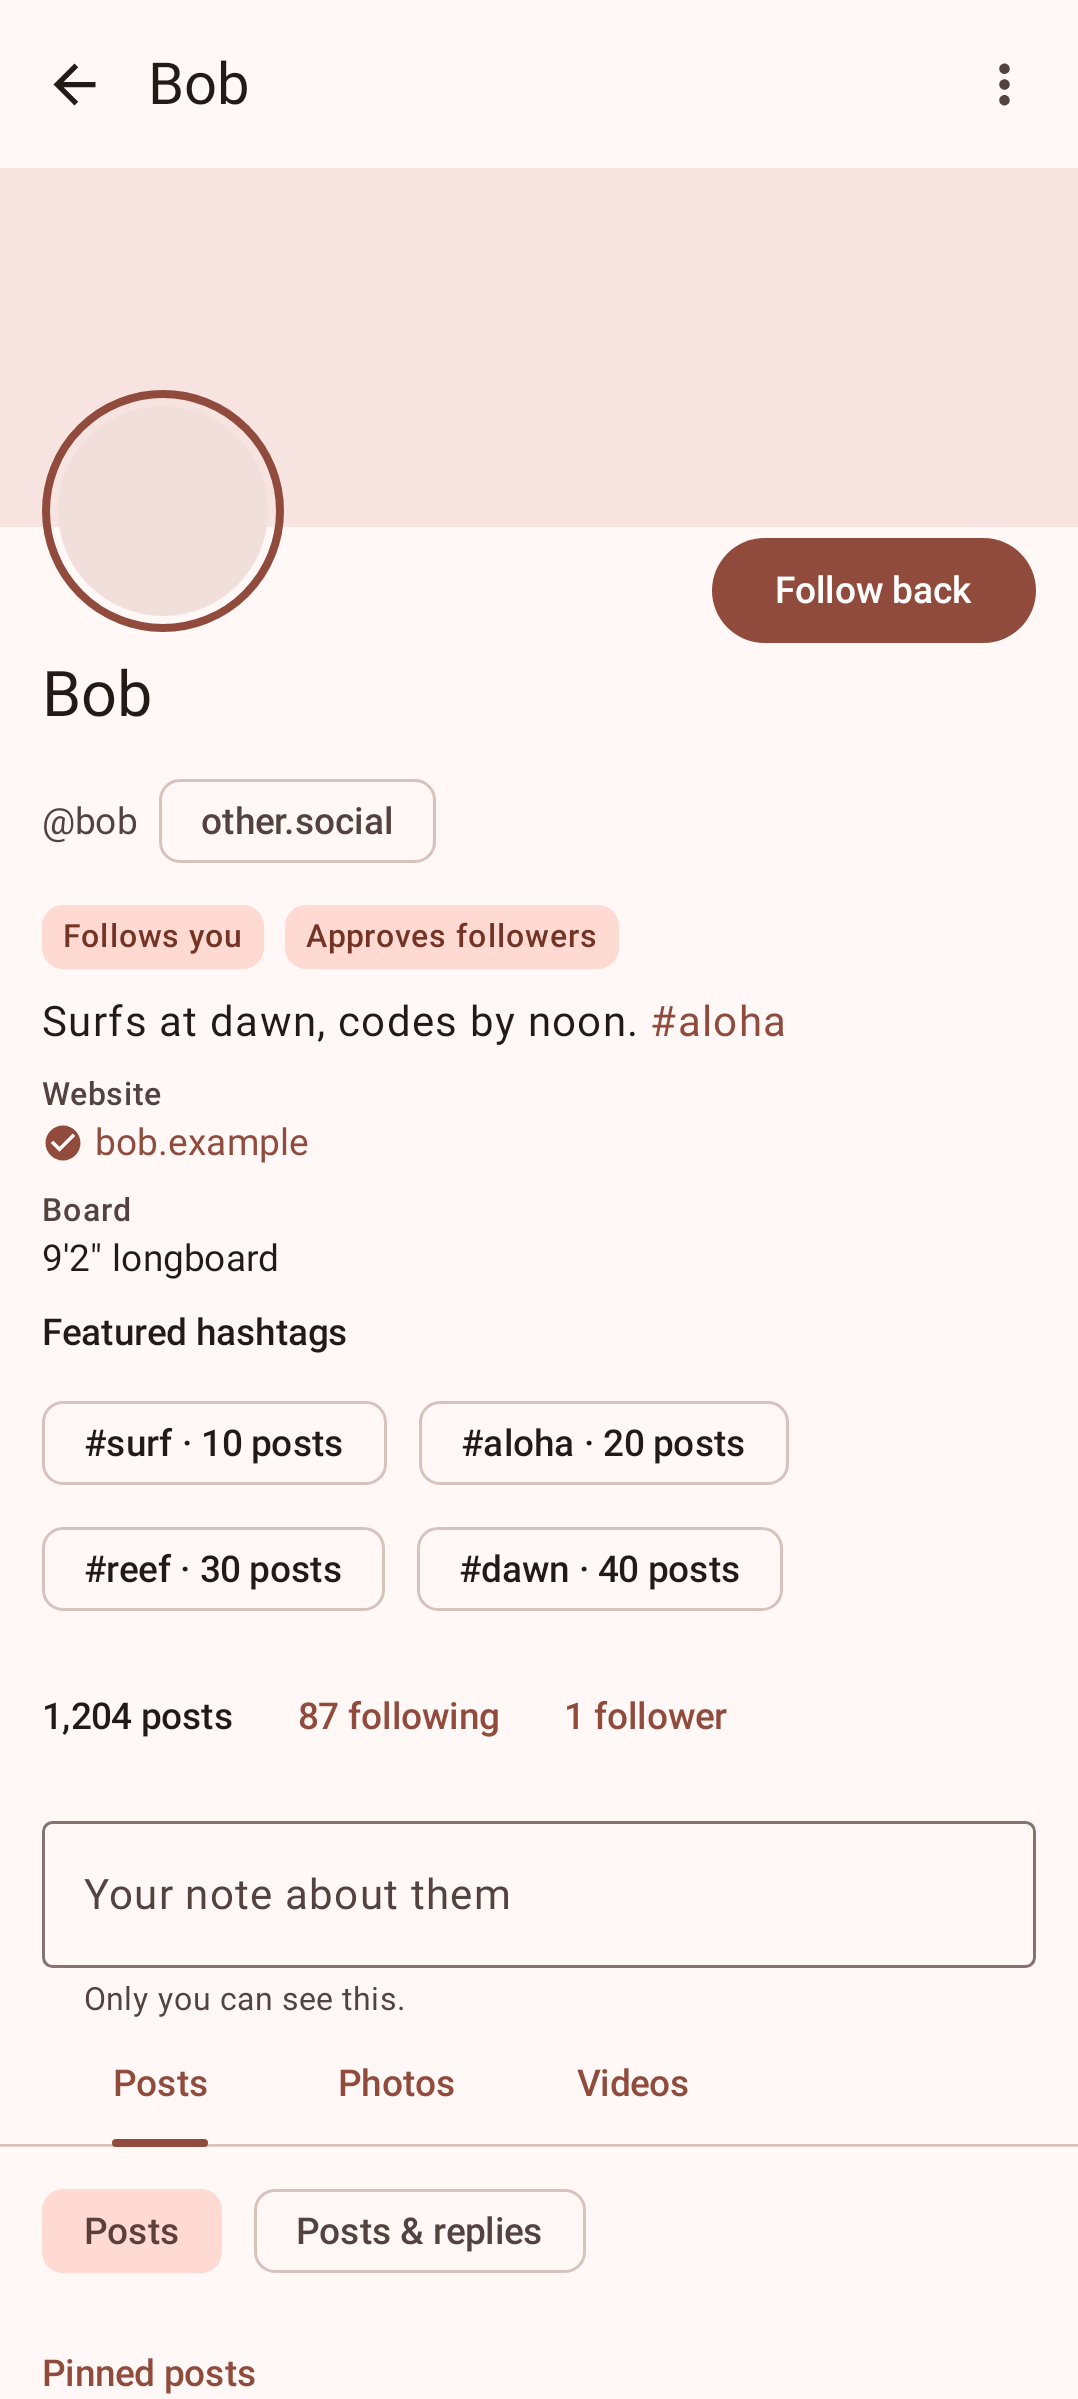 Bob
Follow back
Bob
@bob other.social
Follows you Approves followers
Surfs at dawn, codes by noon. #aloha
Website
bob.example
Board
9'2" longboard
Featured hashtags
#surf · 10 posts #aloha · 20 posts
#reef · 30 posts #dawn · 40 posts
1,204 posts 87 following 1 follower
Your note about them
Only you can see this.
Posts Photos Videos
Posts Posts & replies
Pinned posts